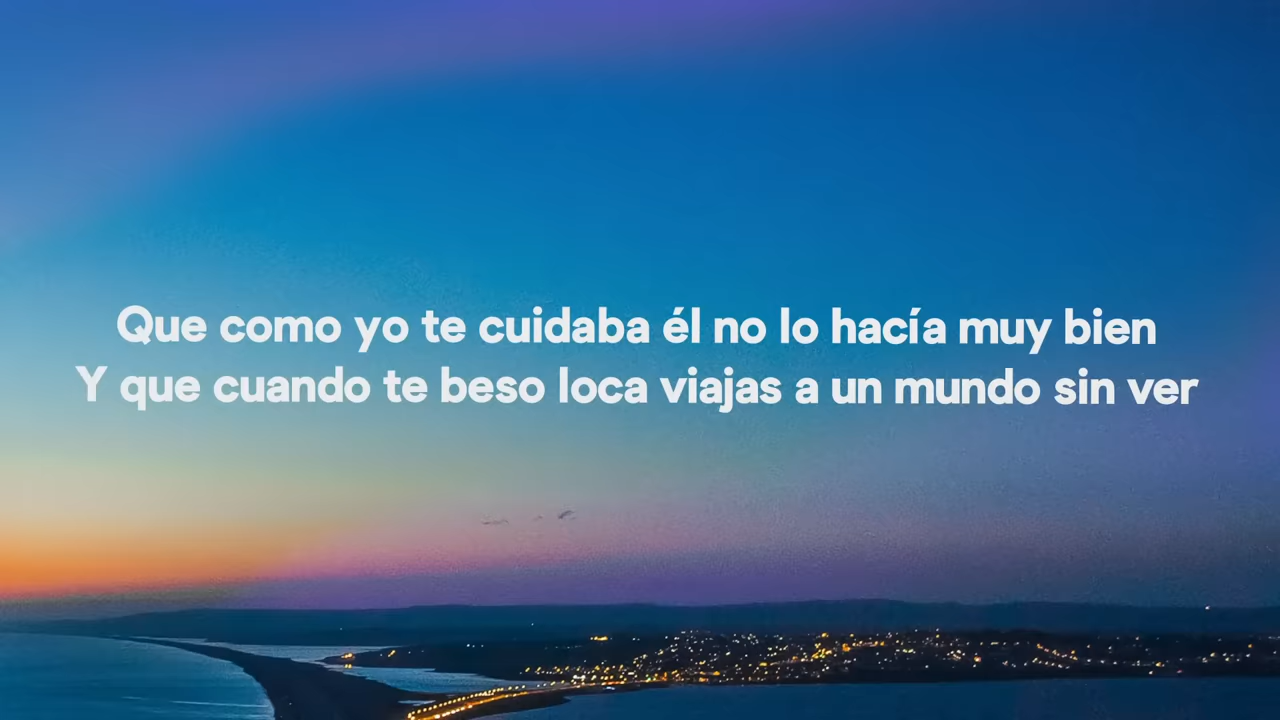 Que como yo te cuidaba él no lo hacía muy bien
Y que cuando te beso loca viajas a un mundo sin ver